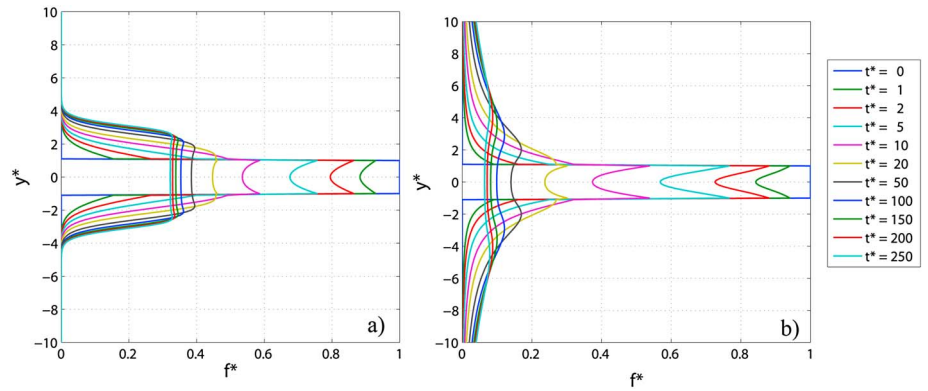 10
8
6
4
2
0
−2
−4
−6
−8
−10
y*
0 0.2 0.4 0.6 0.8 1
f*
a)
10
8
6
4
2
0
−2
−4
−6
−8
−10
y*
0 0.2 0.4 0.6 0.8 1
f*
b)
t* = 0
t* = 1
t* = 2
t* = 5
t* = 10
t* = 20
t* = 50
t* = 100
t* = 150
t* = 200
t* = 250